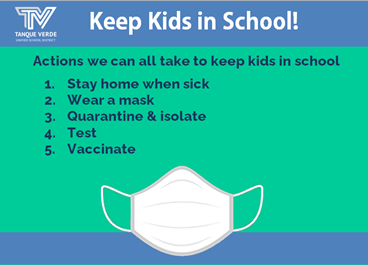 TV
TANQUE VERDE
UNIFIED SCHOOL DISTRICT
Keep Kids in School!
Actions we can all take to keep kids in school
1. Stay home when sick
2. Wear a mask
3. Quarantine & isolate
4. Test
5. Vaccinate